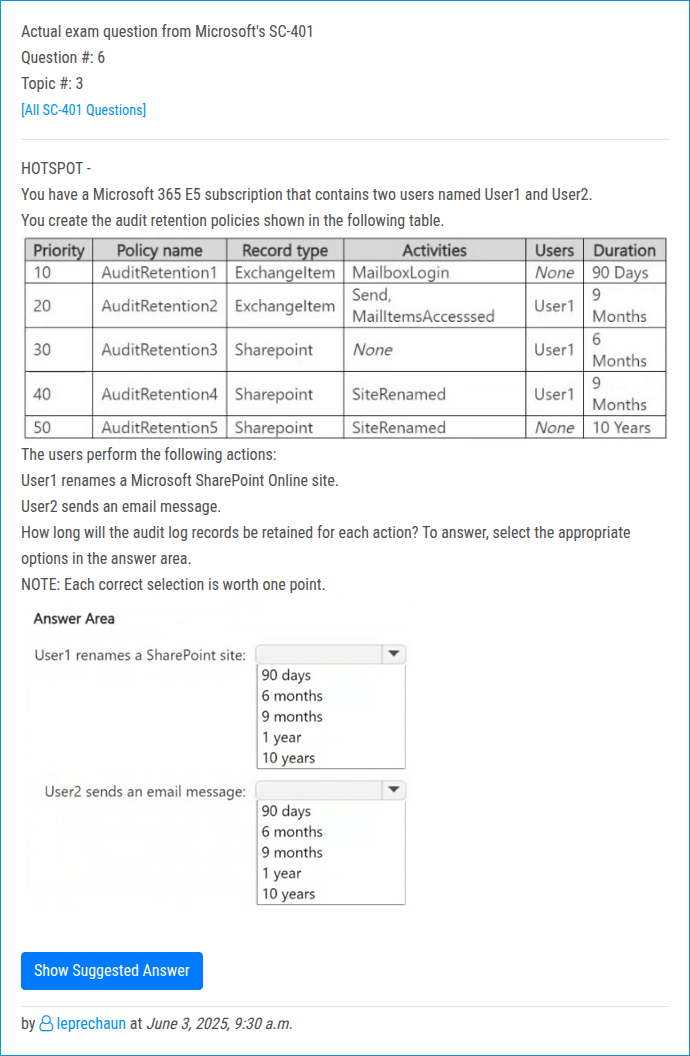 Actual exam question from Microsoft's SC-401
Question #: 6
Topic #: 3
[All SC-401 Questions]
HOTSPOT -
You have a Microsoft 365 E5 subscription that contains two users named User1 and User2.
You create the audit retention policies shown in the following table.
Priority Policy name Record type Activities Users Duration
10 AuditRetention1 ExchangeItem MailboxLogin None 90 Days
20 AuditRetention2 ExchangeItem Send, MailItemsAccesssed User1 9 Months
30 AuditRetention3 Sharepoint None User1 6 Months
40 AuditRetention4 Sharepoint SiteRenamed User1 9 Months
50 AuditRetention5 Sharepoint SiteRenamed None 10 Years
The users perform the following actions:
User1 renames a Microsoft SharePoint Online site.
User2 sends an email message.
How long will the audit log records be retained for each action? To answer, select the appropriate
options in the answer area.
NOTE: Each correct selection is worth one point.
Answer Area
User1 renames a SharePoint site:
90 days
6 months
9 months
1 year
10 years
User2 sends an email message:
90 days
6 months
9 months
1 year
10 years
Show Suggested Answer
by leprechaun at June 3, 2025, 9:30 a.m.